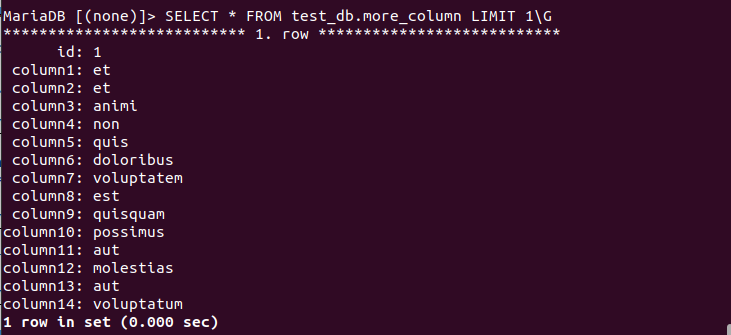 MariaDB [(none)]> SELECT * FROM test_db.more_column LIMIT 1\G
*************************** 1. row ***************************
id: 1
column1: et
column2: et
column3: animi
column4: non
column5: quis
column6: doloribus
column7: voluptatem
column8: est
column9: quisquam
column10: possimus
column11: aut
column12: molestias
column13: aut
column14: voluptatum
1 row in set (0.000 sec)